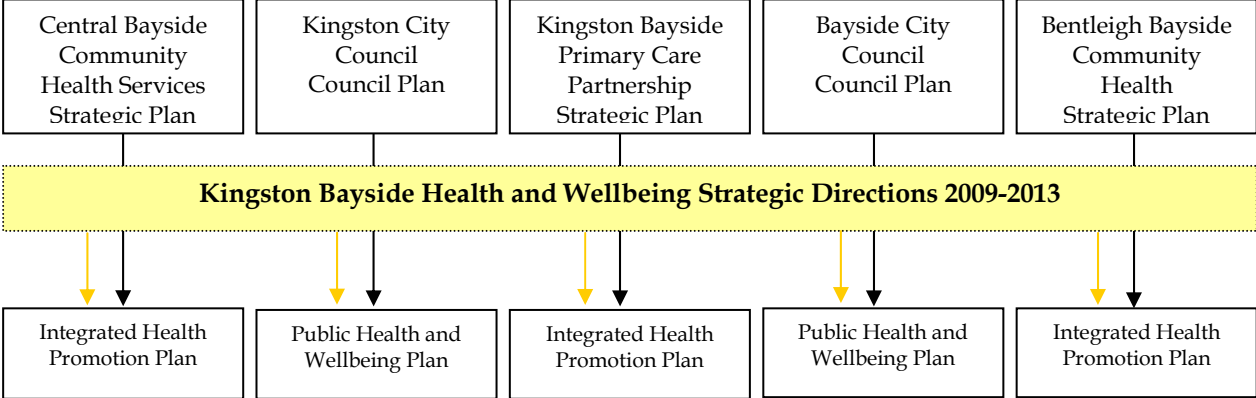 Central Bayside
Community
Health Services
Strategic Plan
Kingston City
Council
Council Plan
Kingston Bayside
Primary Care
Partnership
Strategic Plan
Bayside City
Council
Council Plan
Bentleigh Bayside
Community
Health
Strategic Plan
Kingston Bayside Health and Wellbeing Strategic Directions 2009-2013
Integrated Health
Promotion Plan
Public Health and
Wellbeing Plan
Integrated Health
Promotion Plan
Public Health and
Wellbeing Plan
Integrated Health
Promotion Plan